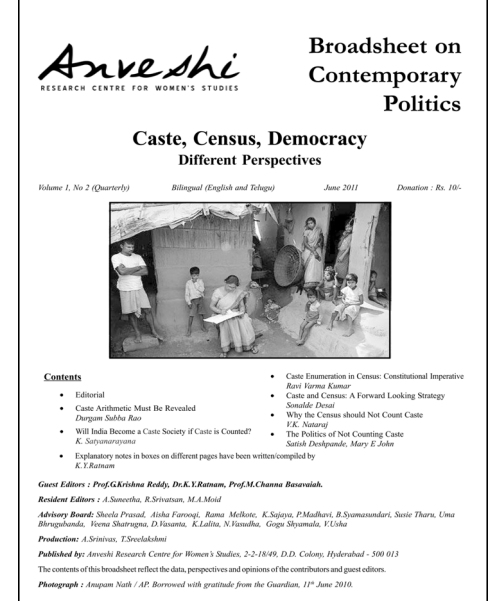 Anveshi
RESEARCH CENTRE FOR WOMEN'S STUDIES
Broadsheet on
Contemporary
Politics
Caste, Census, Democracy
Different Perspectives
Volume 1, No 2 (Quarterly) Bilingual (English and Telugu) June 2011 Donation : Rs. 10/-
Contents
• Editorial
• Caste Arithmetic Must Be Revealed
Durgam Subba Rao
• Will India Become a Caste Society if Caste is Counted?
K. Satyanarayana
• Caste Enumeration in Census: Constitutional Imperative
Ravi Varma Kumar
• Caste and Census: A Forward Looking Strategy
Sonalde Desai
• Why the Census should Not Count Caste
V.K. Nataraj
• The Politics of Not Counting Caste
Satish Deshpande, Mary E John
• Explanatory notes in boxes on different pages have been written/compiled by
K.Y.Ratnam
Guest Editors : Prof.G.Krishna Reddy, Dr.K.Y.Ratnam, Prof.M.Channa Basavaiah.
Resident Editors : A.Suneetha, R.Srivatsan, M.A.Moid
Advisory Board: Sheela Prasad, Aisha Farooqi, Rama Melkote, K.Sajaya, P.Madhavi, B.Syamasundari, Susie Tharu, Uma
Bhrugubanda, Veena Shatrugna, D.Vasanta, K.Lalita, N.Vasudha, Gogu Shyamala, V.Usha
Production: A.Srinivas, T.Sreelakshmi
Published by: Anveshi Research Centre for Women's Studies, 2-2-18/49, D.D. Colony, Hyderabad - 500 013
The contents of this broadsheet reflect the data, perspectives and opinions of the contributors and guest editors.
Photograph : Anupam Nath / AP. Borrowed with gratitude from the Guardian, 11th June 2010.